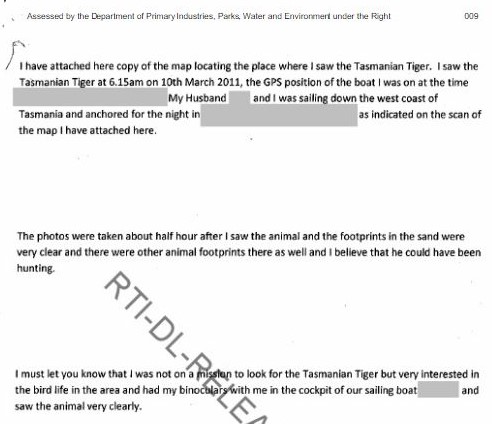 Assessed by the Department of Primary Industries, Parks, Water and Environment under the Right
009
I have attached here copy of the map locating the place where I saw the Tasmanian Tiger. I saw the
Tasmanian Tiger at 6.15am on 10th March 2011, the GPS position of the boat I was on at the time
My Husband and I was sailing down the west coast of
Tasmania and anchored for the night in as indicated on the scan of
the map I have attached here.
The photos were taken about half hour after I saw the animal and the footprints in the sand were
very clear and there were other animal footprints there as well and I believe that he could have been
hunting.
RTI-DL-RELEA
I must let you know that I was not on a mission to look for the Tasmanian Tiger but very interested in
the bird life in the area and had my binoculars with me in the cockpit of our sailing boat and
saw the animal very clearly.